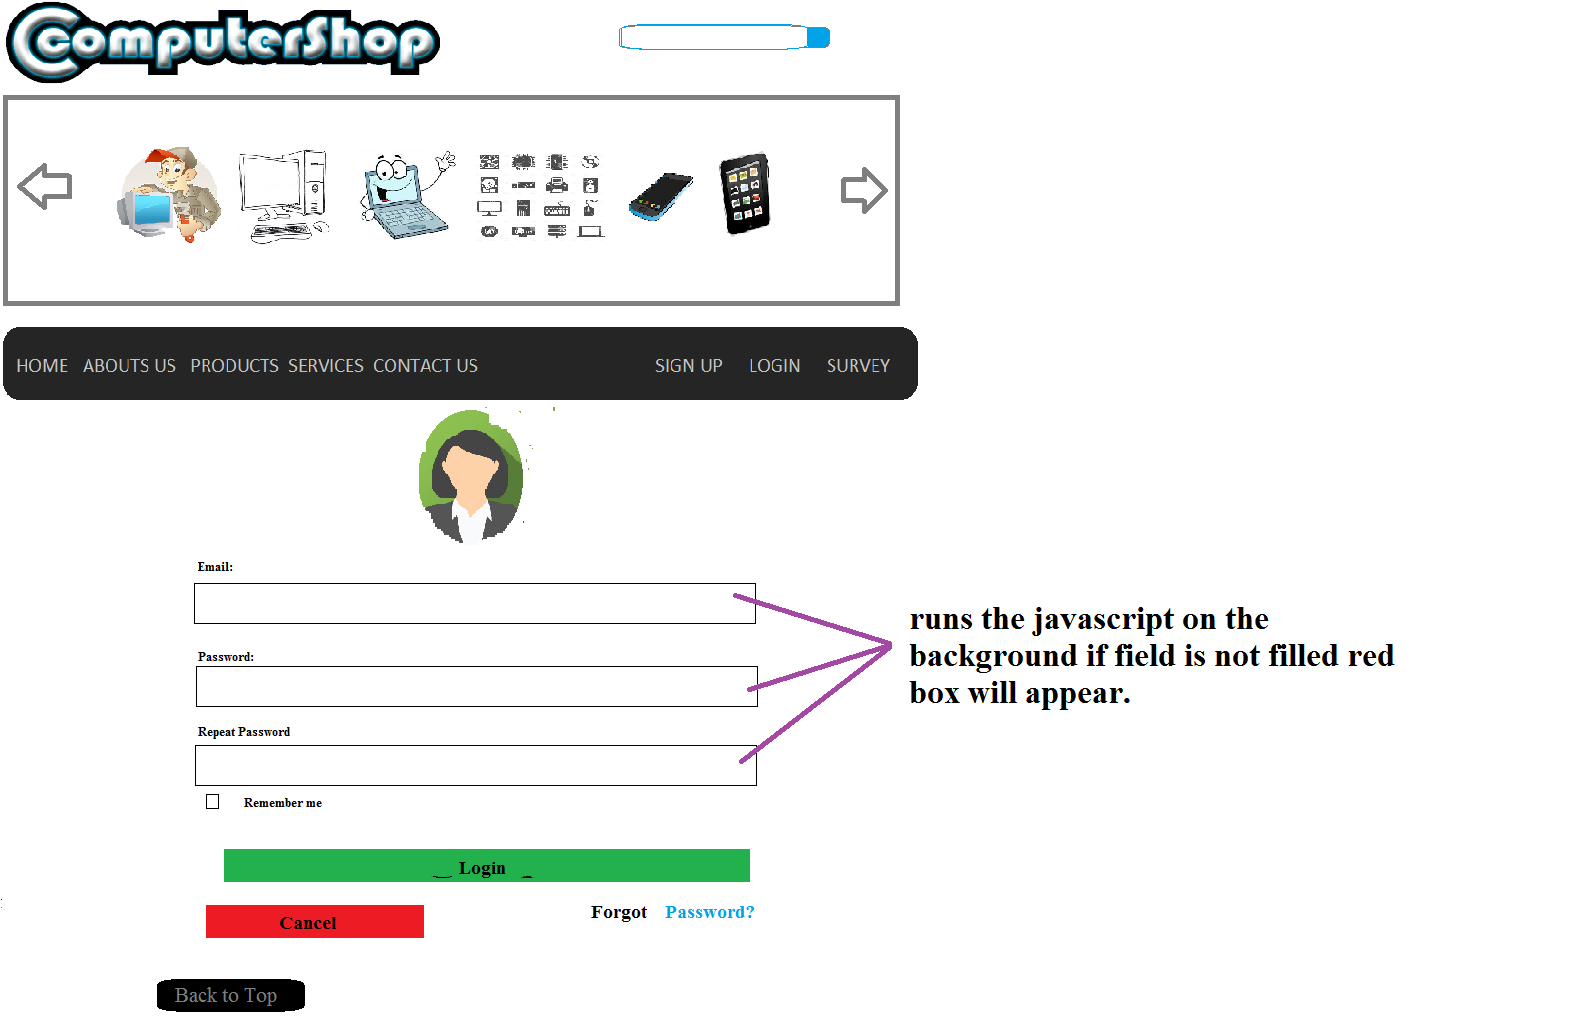 ComputerShop
HOME ABOUTS US PRODUCTS SERVICES CONTACT US SIGN UP LOGIN SURVEY
Email:
Password:
Repeat Password
Remember me
runs the javascript on the
background if field is not filled red
box will appear.
Login
Cancel
Forgot Password?
Back to Top